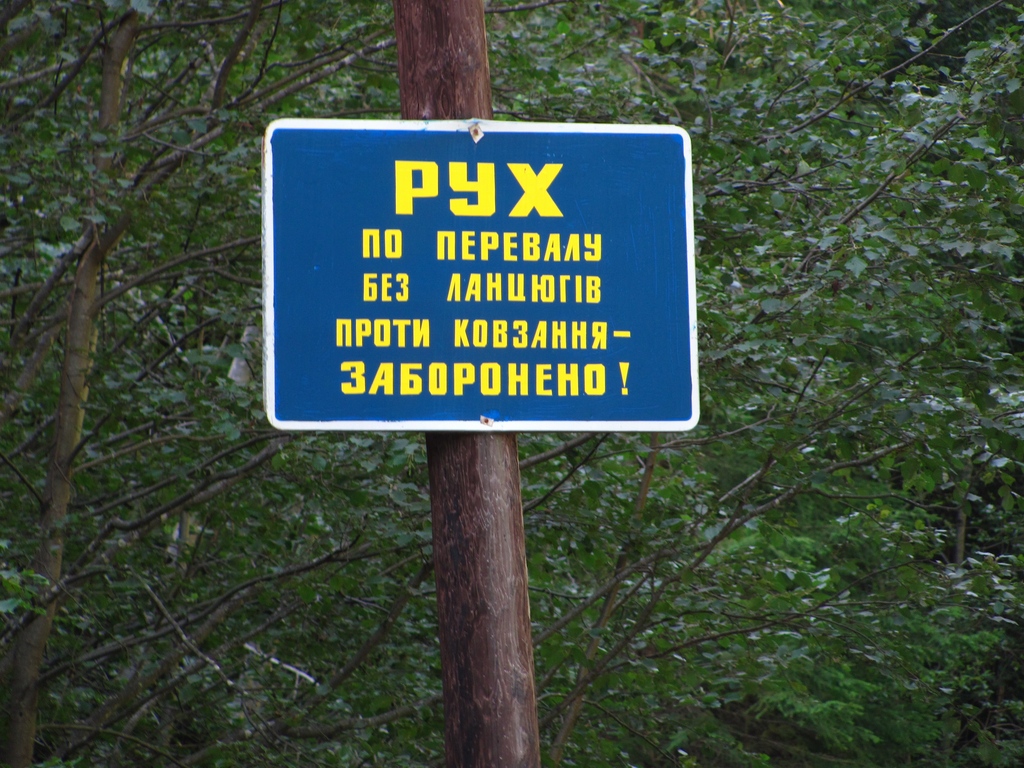 РУХ
ПО ПЕРЕВАЛУ
БЕЗ ЛАНЦЮГІВ
ПРОТИ КОВЗАННЯ–
ЗАБОРОНЕНО!